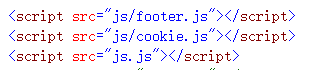 <script src="js/footer.js"></script>
<script src="js/cookie.js"></script>
<script src="js.js"></script>